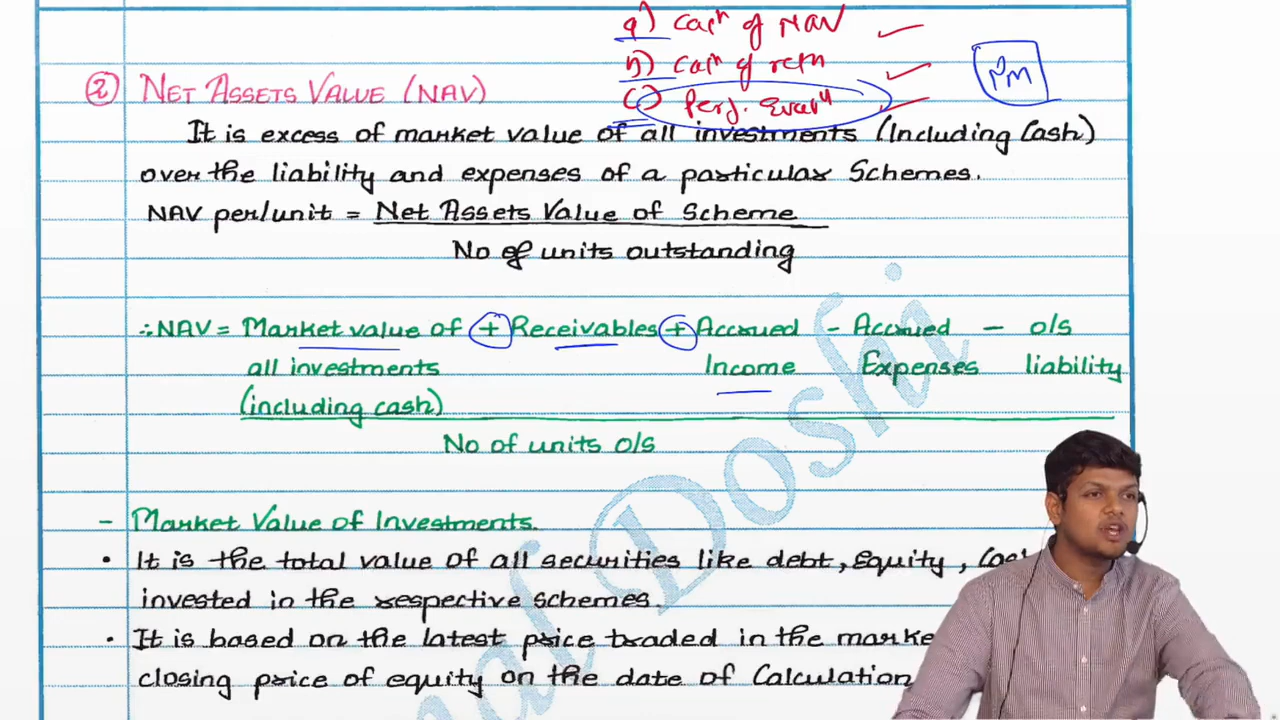 a) Calⁿ of NAV
b) Calⁿ of retn
c) Perf. Evalⁿ
PM
② NET ASSETS VALUE (NAV)
It is excess of market value of all investments (Including Cash)
over the liability and expenses of a particular Schemes.
NAV per/unit = Net Assets Value of Scheme
No of units outstanding
∴NAV = Market value of + Receivables + Accrued - Accrued - o/s
all investments Income Expenses liability
(including cash)
No of units o/s
- Market Value of Investments.
• It is the total value of all securities like debt, Equity,
invested in the respective schemes.
• It is based on the latest price traded in the marke
closing price of equity on the date of Calculation
Doshi